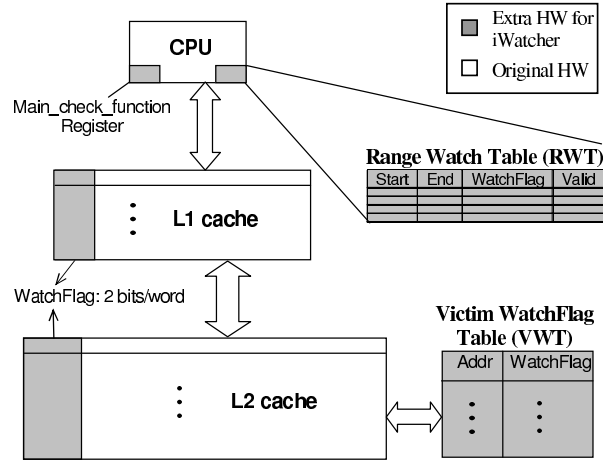 CPU
Extra HW for
iWatcher
Original HW
Main_check_function
Register
Range Watch Table (RWT)
Start End WatchFlag Valid
L1 cache
WatchFlag: 2 bits/word
Victim WatchFlag
Table (VWT)
Addr WatchFlag
L2 cache